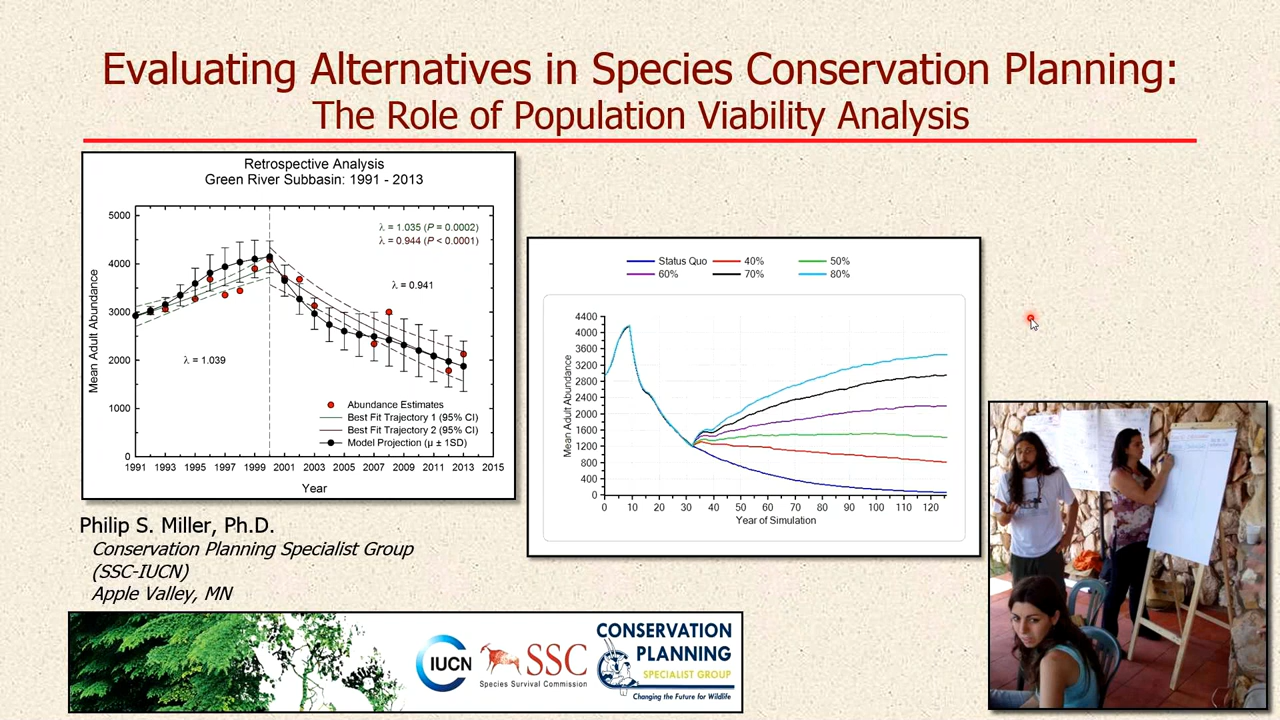 Evaluating Alternatives in Species Conservation Planning:
The Role of Population Viability Analysis
Retrospective Analysis
Green River Subbasin: 1991 - 2013
5000
4000
3000
2000
1000
0
Mean Adult Abundance
λ = 1.035 (P = 0.0002)
λ = 0.944 (P < 0.0001)
λ = 0.941
λ = 1.039
Abundance Estimates
Best Fit Trajectory 1 (95% CI)
Best Fit Trajectory 2 (95% CI)
Model Projection (μ ± 1SD)
1991 1993 1995 1997 1999 2001 2003 2005 2007 2009 2011 2013 2015
Year
Status Quo 40% 50%
60% 70% 80%
4400
4000
3600
3200
2800
2400
2000
1600
1200
800
400
0
Mean Adult Abundance
0 10 20 30 40 50 60 70 80 90 100 110 120
Year of Simulation
Philip S. Miller, Ph.D.
Conservation Planning Specialist Group
(SSC-IUCN)
Apple Valley, MN
IUCN
SSC
Species Survival Commission
CONSERVATION
PLANNING
SPECIALIST GROUP
Changing the Future for Wildlife